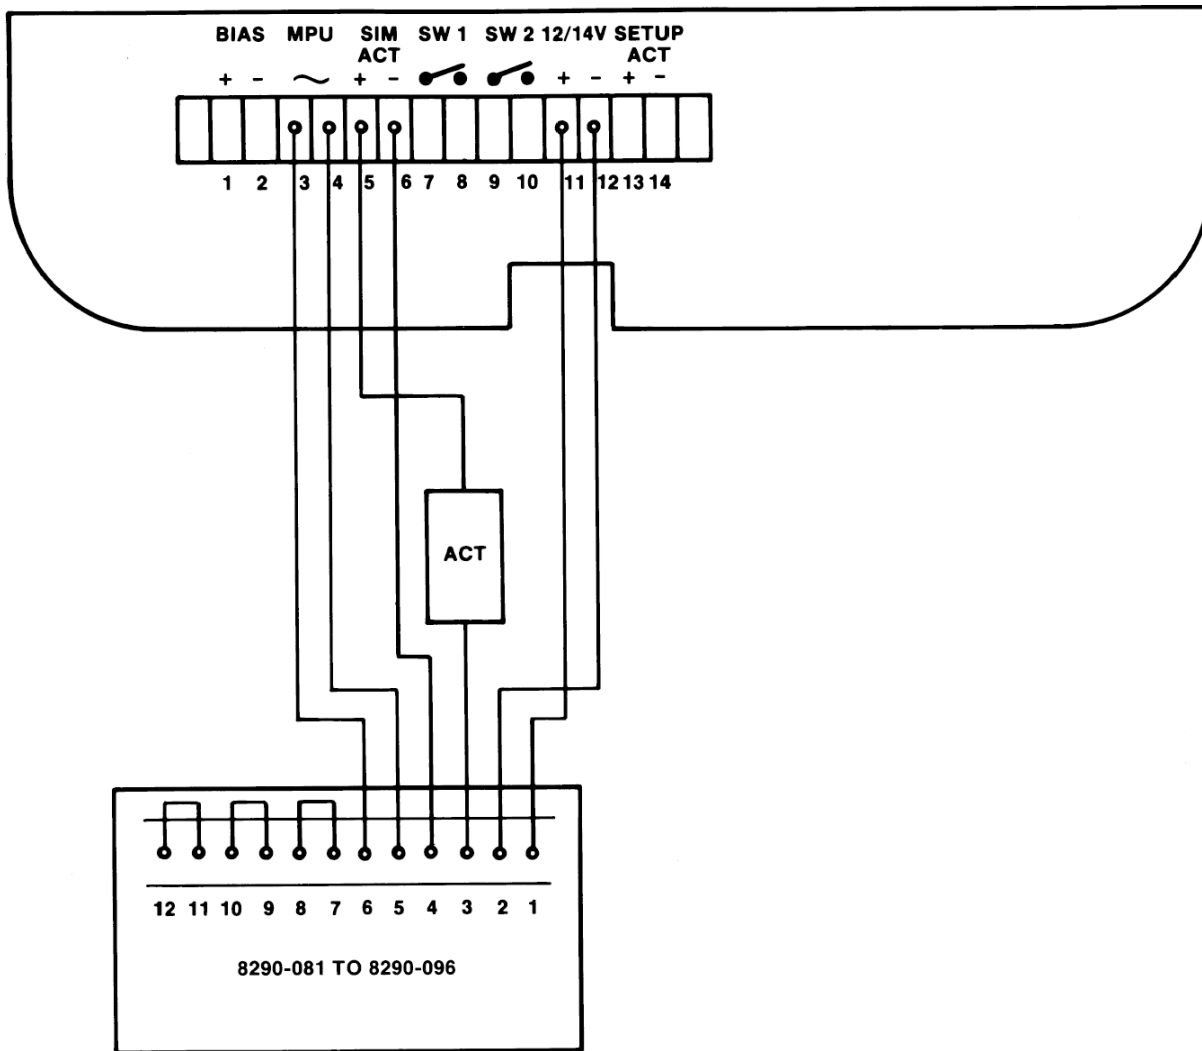 BIAS MPU SIM ACT SW 1 SW 2 12/14V SETUP ACT
+ − ~ + − + − + −
1 2 3 4 5 6 7 8 9 10 11 12 13 14
ACT
12 11 10 9 8 7 6 5 4 3 2 1
8290-081 TO 8290-096